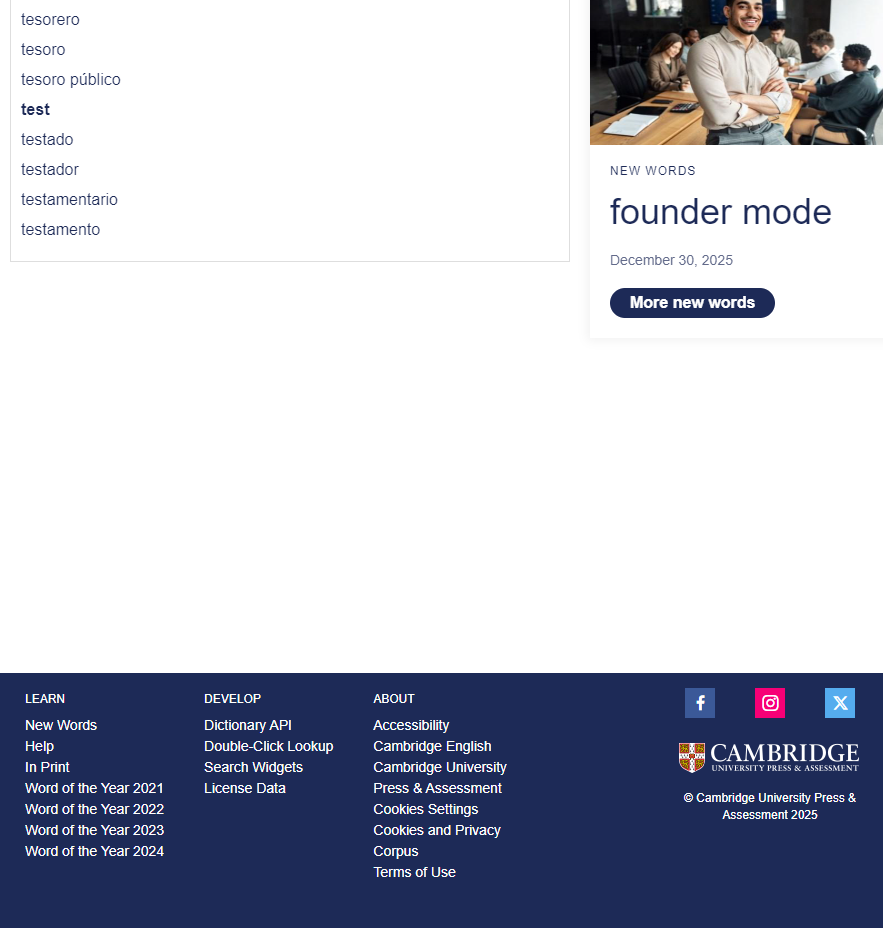 tesorero
tesoro
tesoro público
test
testado
testador
testamentario
testamento
NEW WORDS
founder mode
December 30, 2025
More new words
LEARN
New Words
Help
In Print
Word of the Year 2021
Word of the Year 2022
Word of the Year 2023
Word of the Year 2024
DEVELOP
Dictionary API
Double-Click Lookup
Search Widgets
License Data
ABOUT
Accessibility
Cambridge English
Cambridge University
Press & Assessment
Cookies Settings
Cookies and Privacy
Corpus
Terms of Use
CAMBRIDGE
UNIVERSITY PRESS & ASSESSMENT
© Cambridge University Press &
Assessment 2025